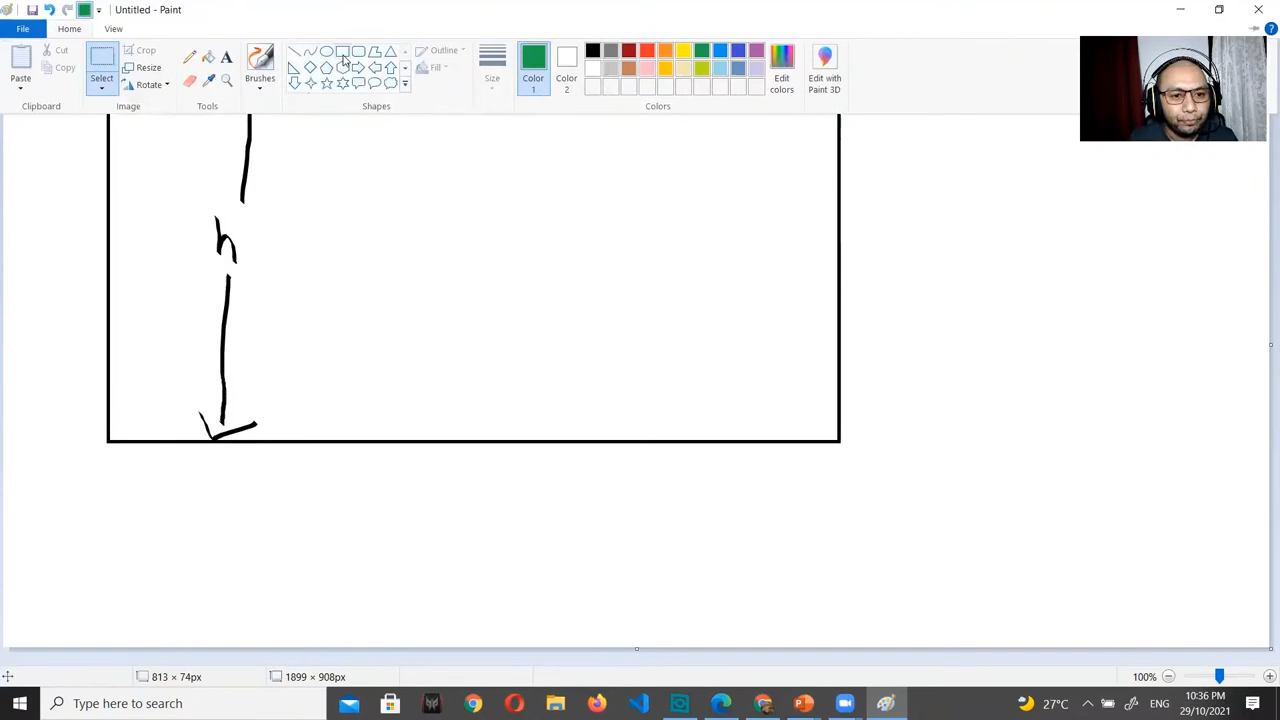 Untitled - Paint
File
Home
View
Paste
Cut
Copy
Clipboard
Select
Crop
Resize
Rotate
Image
A
Tools
Brushes
Outline
Fill
Shapes
Size
Color
1
Color
2
Edit
colors
Colors
Edit with
Paint 3D
h
813 × 74px
1899 × 908px
100%
Type here to search
27°C
ENG
10:36 PM
29/10/2021